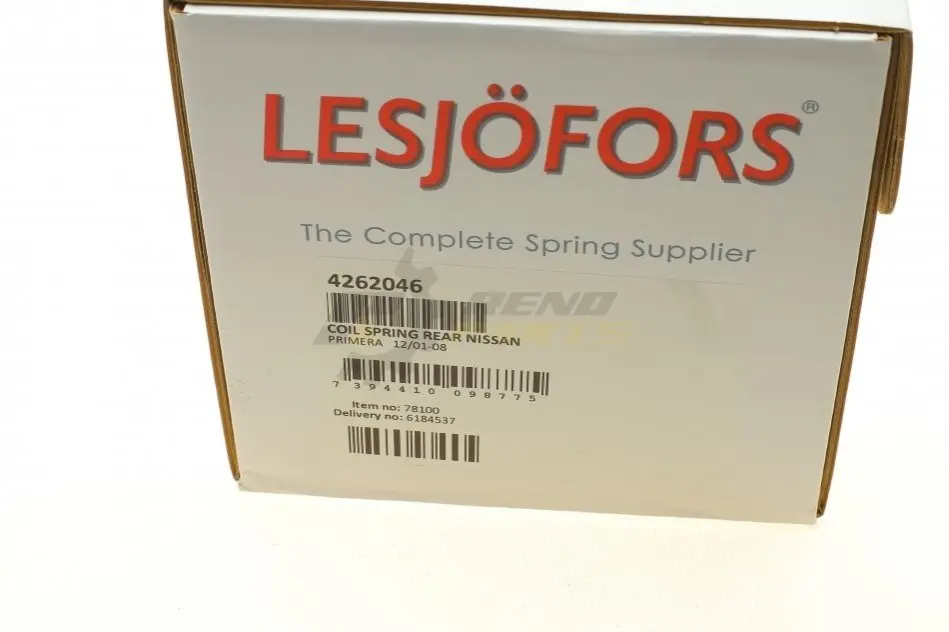 LESJÖFORS®
The Complete Spring Supplier
4262046
COIL SPRING REAR NISSAN
PRIMERA 12/01-08
7 394410 098775
Item no: 78100
Delivery no: 6184537